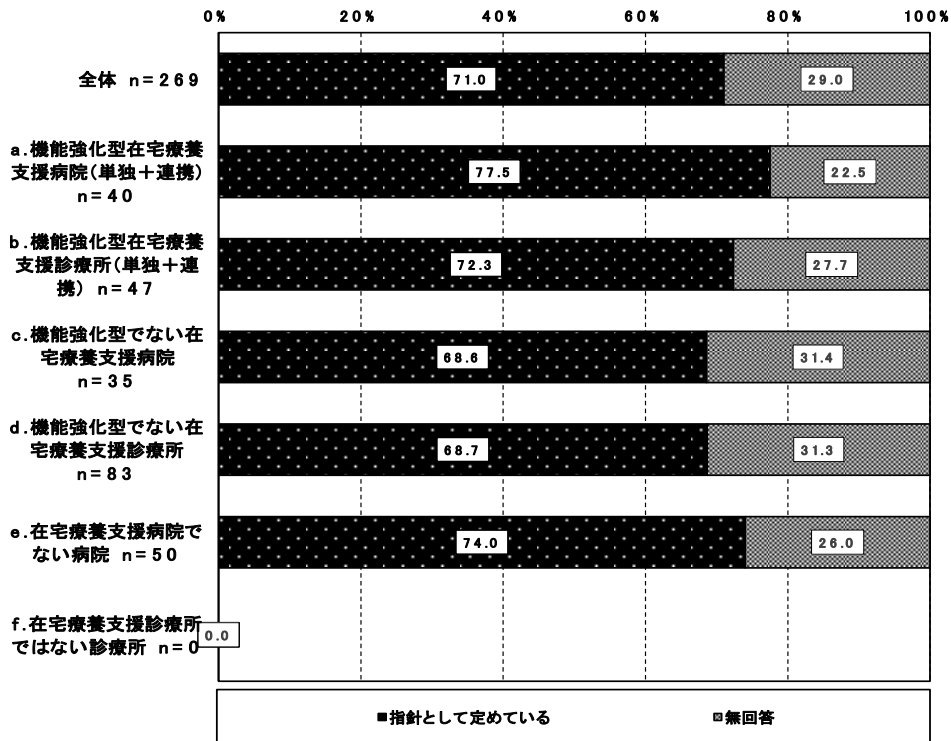 0% 20% 40% 60% 80% 100%
全体 n=269
71.0 29.0
a.機能強化型在宅療養
支援病院(単独＋連携)
n=40
77.5 22.5
b.機能強化型在宅療養
支援診療所(単独＋連
携) n=47
72.3 27.7
c.機能強化型でない在
宅療養支援病院
n=35
68.6 31.4
d.機能強化型でない在
宅療養支援診療所
n=83
68.7 31.3
e.在宅療養支援病院で
ない病院 n=50
74.0 26.0
f.在宅療養支援診療所
ではない診療所 n=0
0.0
■指針として定めている 無回答